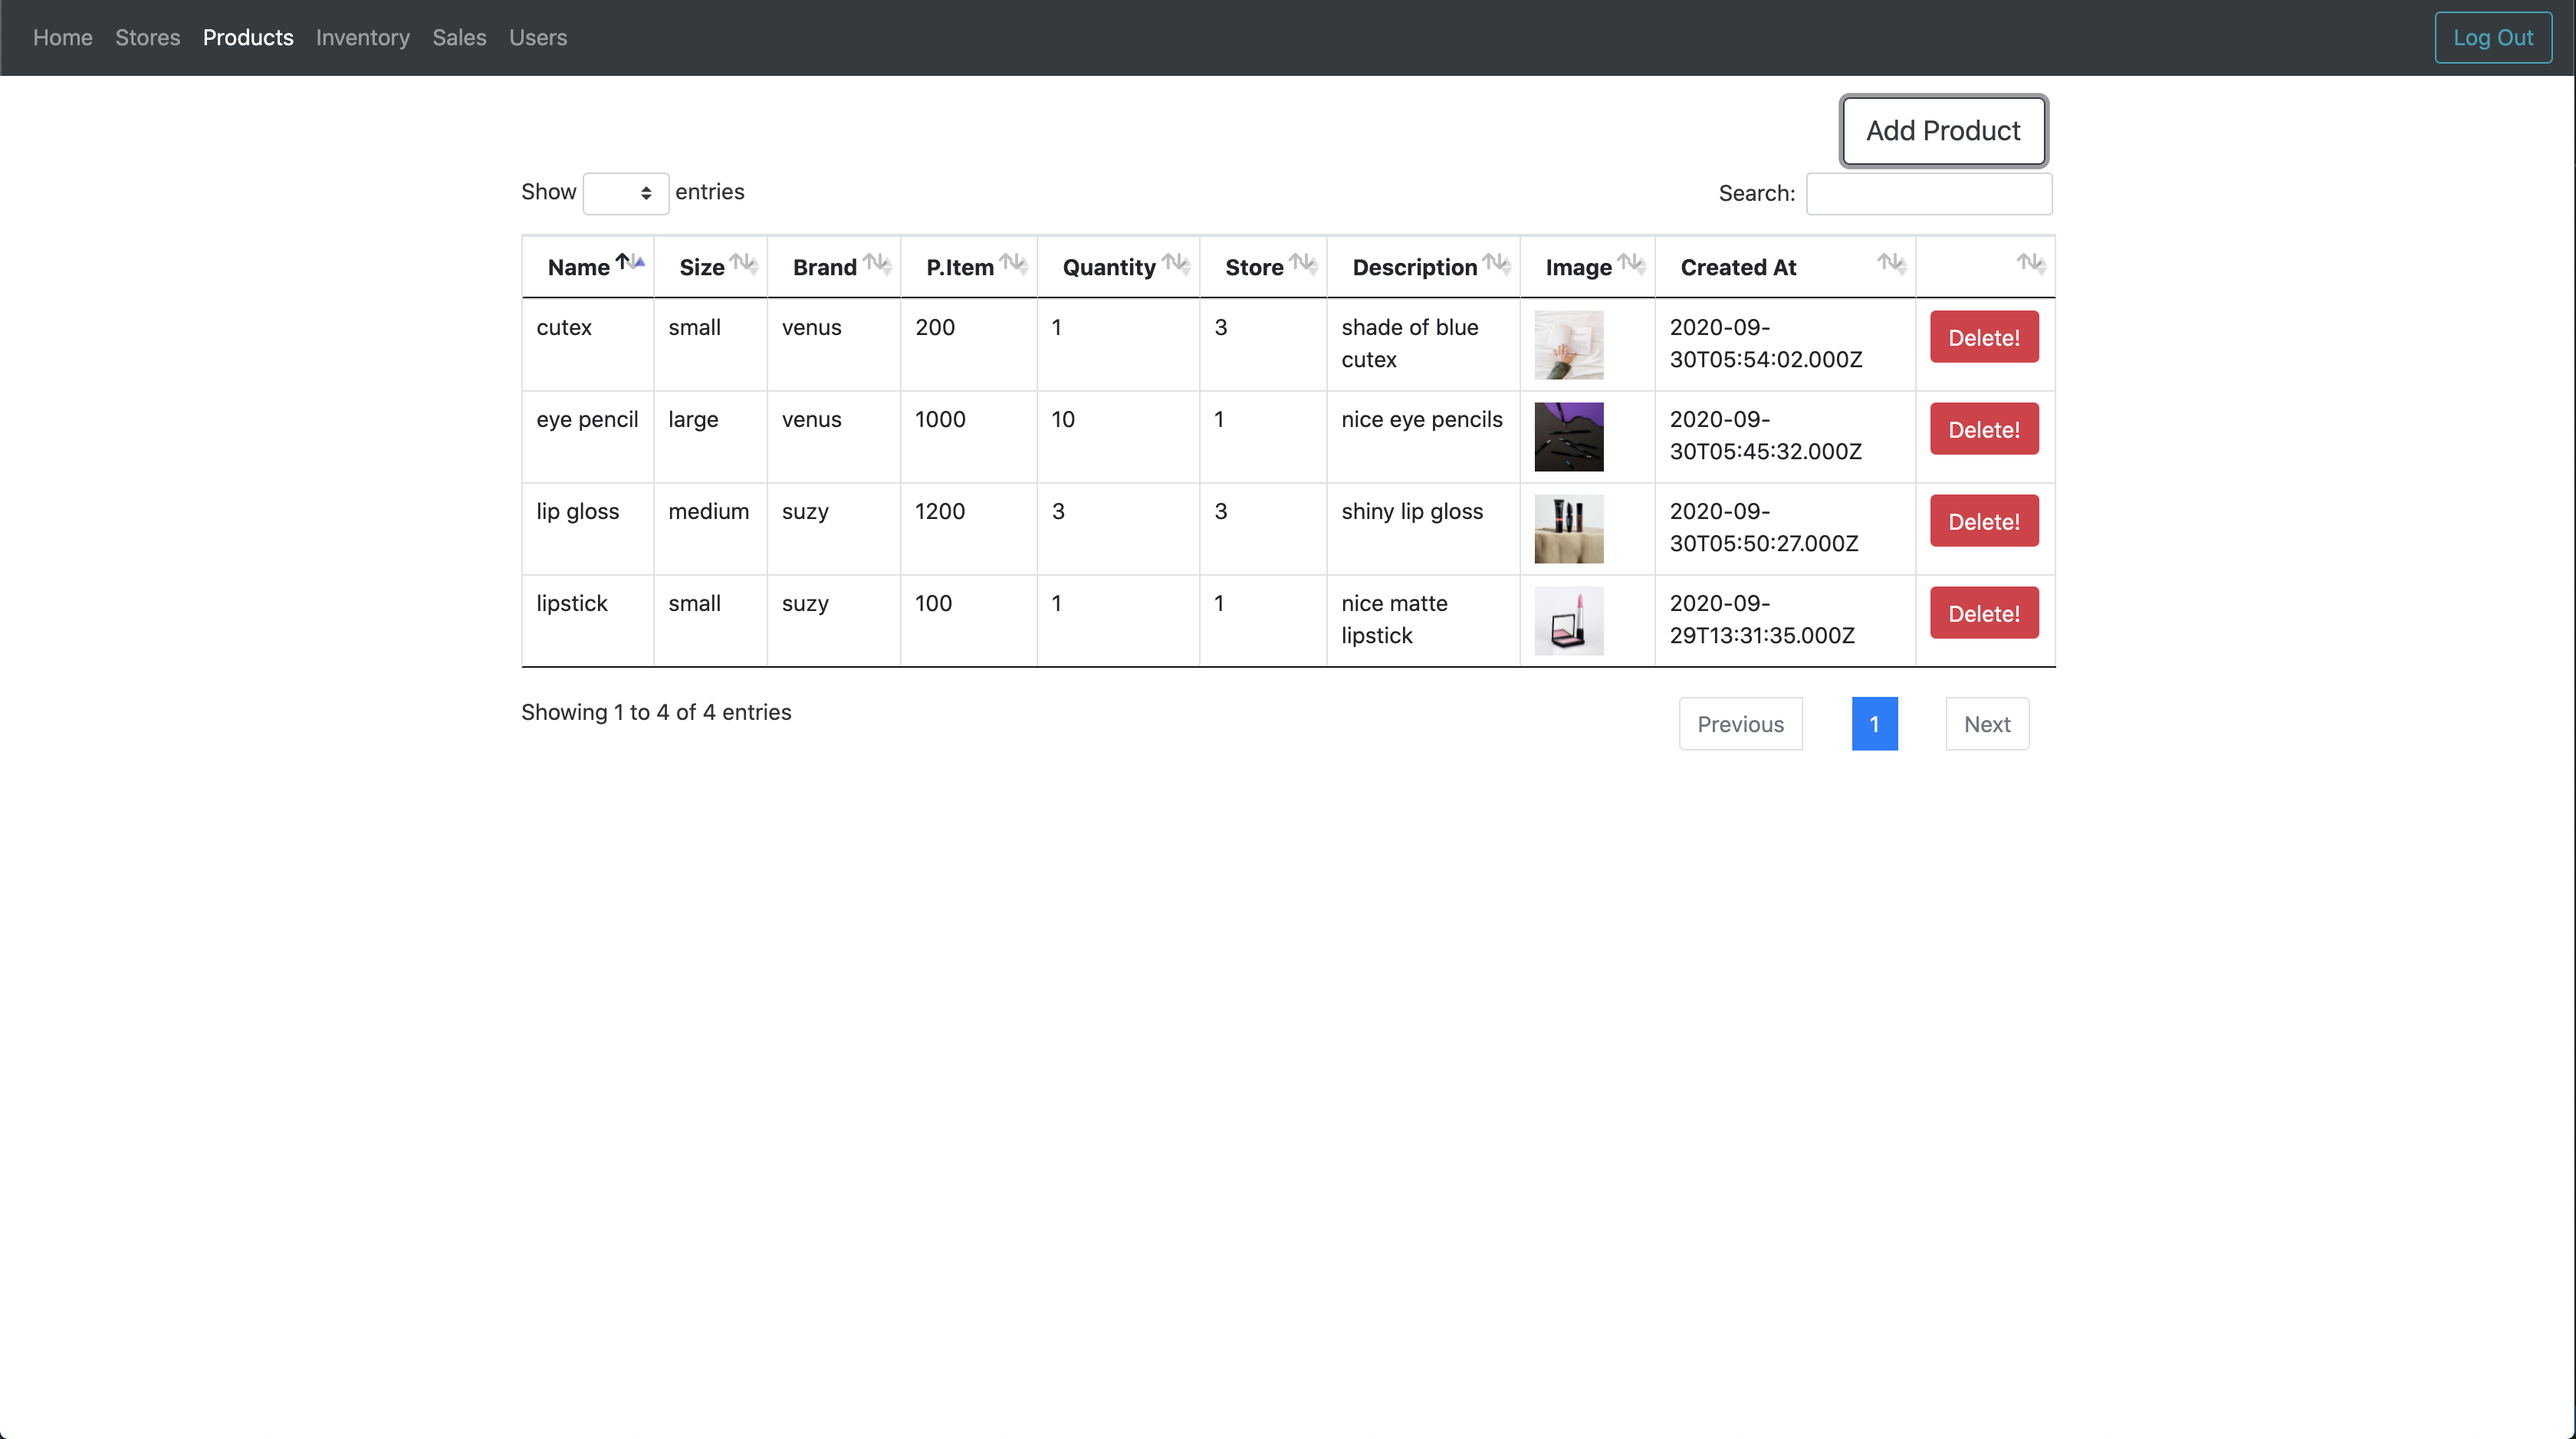 Home Stores Products Inventory Sales Users Log Out
Add Product
Show entries Search:
Name Size Brand P.Item Quantity Store Description Image Created At
cutex small venus 200 1 3 shade of blue cutex 2020-09-30T05:54:02.000Z Delete!
eye pencil large venus 1000 10 1 nice eye pencils 2020-09-30T05:45:32.000Z Delete!
lip gloss medium suzy 1200 3 3 shiny lip gloss 2020-09-30T05:50:27.000Z Delete!
lipstick small suzy 100 1 1 nice matte lipstick 2020-09-29T13:31:35.000Z Delete!
Showing 1 to 4 of 4 entries Previous 1 Next